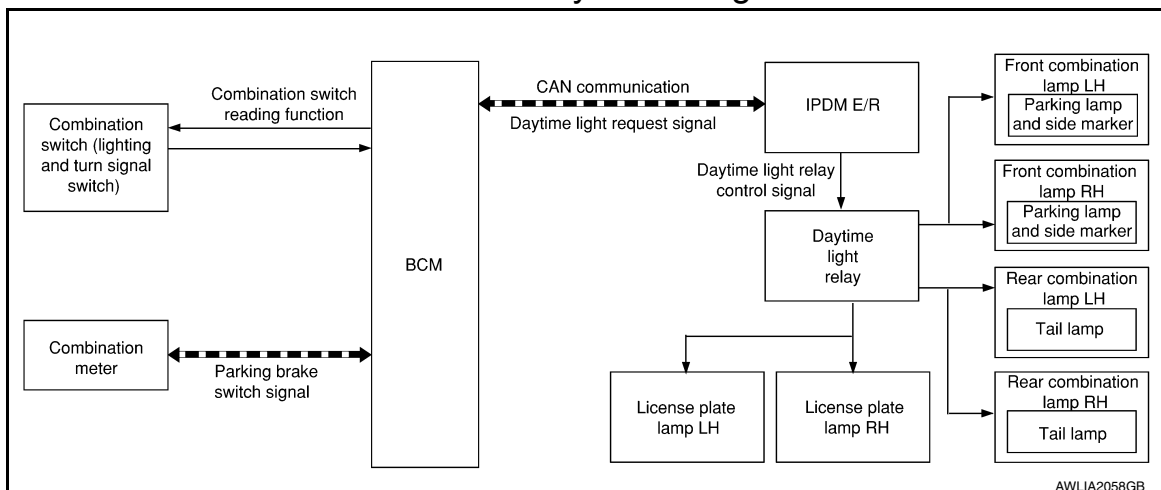 Combination
switch (lighting
and turn signal
switch)
Combination switch
reading function
Combination
meter
Parking brake
switch signal
BCM
CAN communication
Daytime light request signal
IPDM E/R
Daytime light relay
control signal
Daytime
light
relay
License plate
lamp LH
License plate
lamp RH
Front combination
lamp LH
Parking lamp
and side marker
Front combination
lamp RH
Parking lamp
and side marker
Rear combination
lamp LH
Tail lamp
Rear combination
lamp RH
Tail lamp
AWLIA2058GB